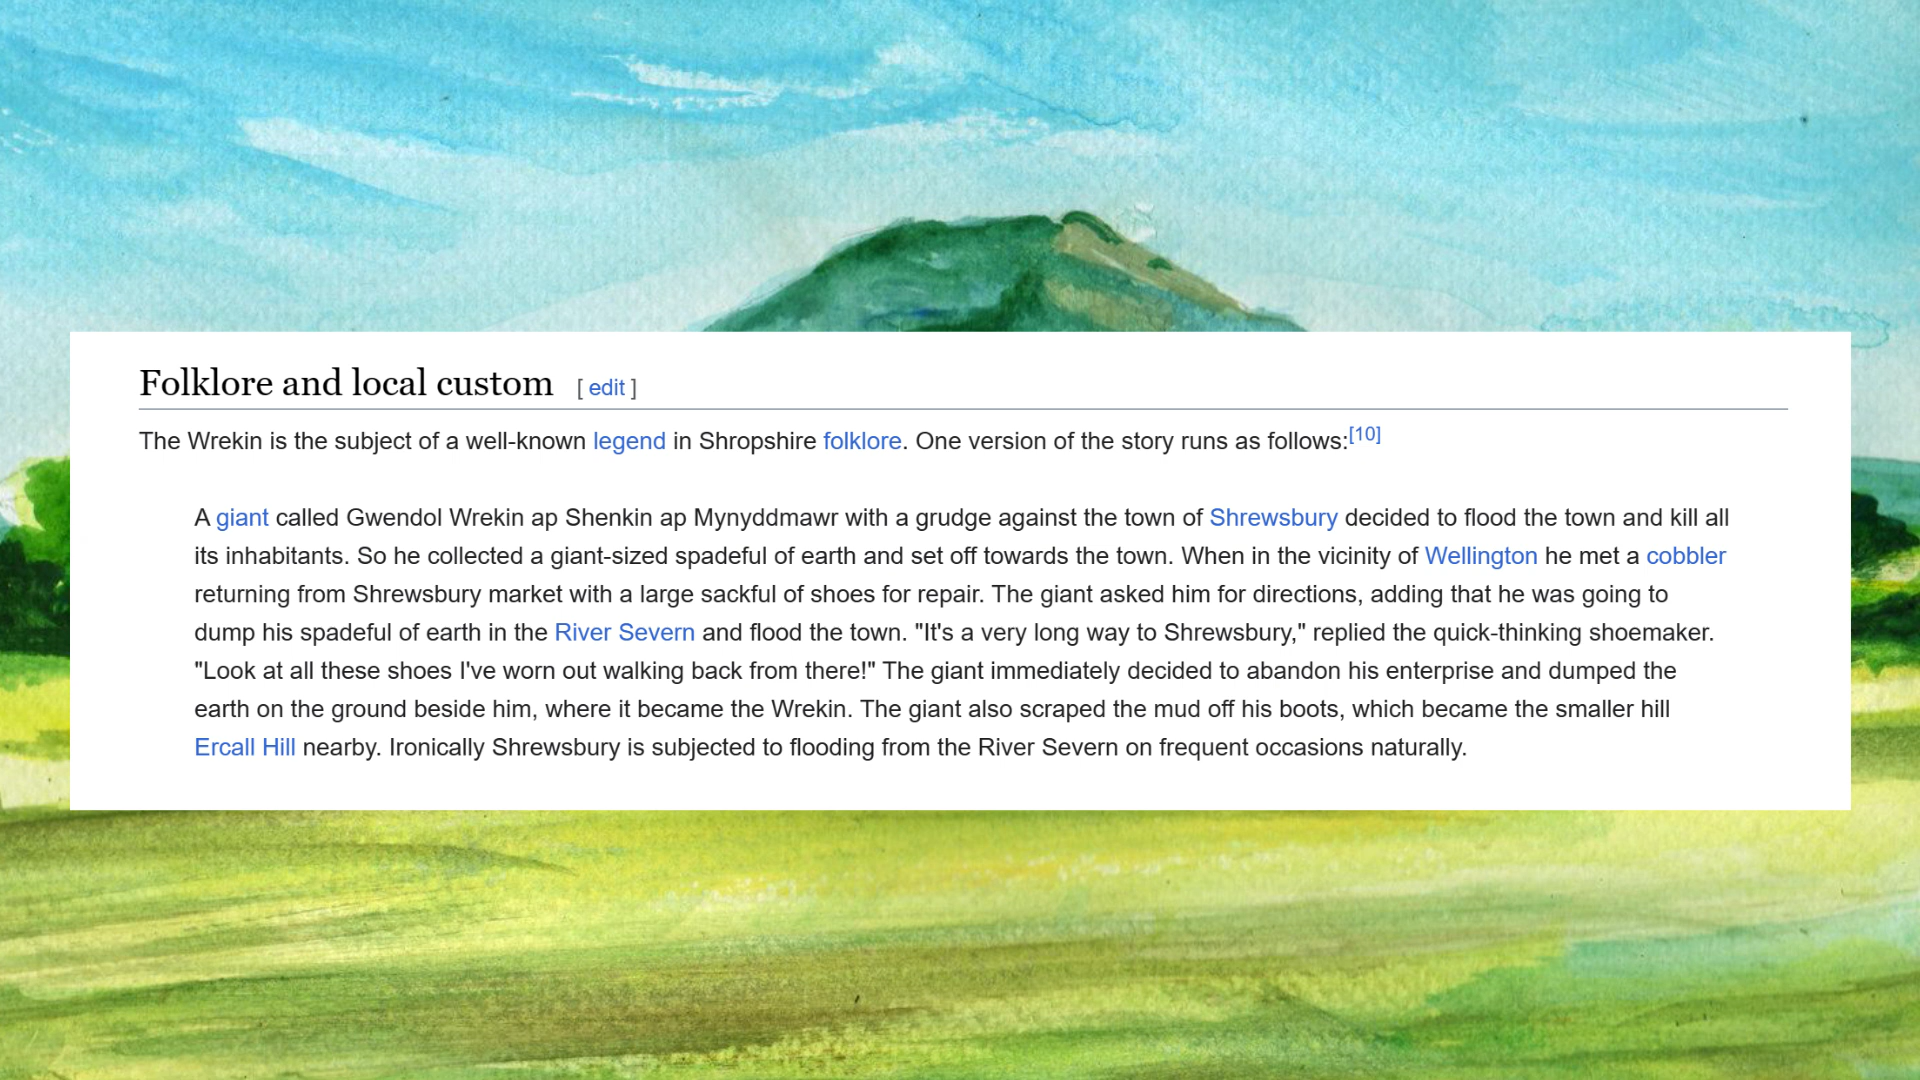 Folklore and local custom [ edit ]
The Wrekin is the subject of a well-known legend in Shropshire folklore. One version of the story runs as follows:[10]
A giant called Gwendol Wrekin ap Shenkin ap Mynyddmawr with a grudge against the town of Shrewsbury decided to flood the town and kill all
its inhabitants. So he collected a giant-sized spadeful of earth and set off towards the town. When in the vicinity of Wellington he met a cobbler
returning from Shrewsbury market with a large sackful of shoes for repair. The giant asked him for directions, adding that he was going to
dump his spadeful of earth in the River Severn and flood the town. "It's a very long way to Shrewsbury," replied the quick-thinking shoemaker.
"Look at all these shoes I've worn out walking back from there!" The giant immediately decided to abandon his enterprise and dumped the
earth on the ground beside him, where it became the Wrekin. The giant also scraped the mud off his boots, which became the smaller hill
Ercall Hill nearby. Ironically Shrewsbury is subjected to flooding from the River Severn on frequent occasions naturally.